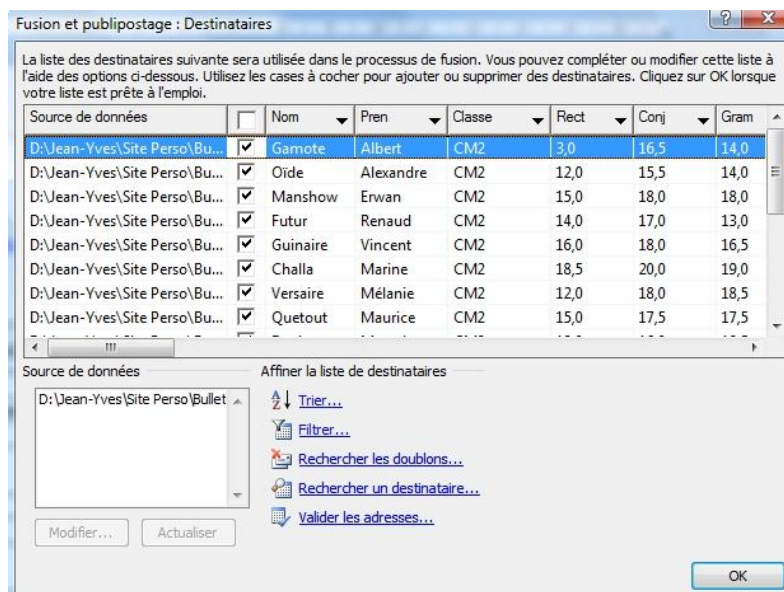 Fusion et publipostage : Destinataires
La liste des destinataires suivante sera utilisée dans le processus de fusion. Vous pouvez compléter ou modifier cette liste à
l'aide des options ci-dessous. Utilisez les cases à cocher pour ajouter ou supprimer des destinataires. Cliquez sur OK lorsque
votre liste est prête à l'emploi.
Source de données Nom Pren Classe Rect Conj Gram
D:\Jean-Yves\Site Perso\Bu... Gamote Albert CM2 3,0 16,5 14,0
D:\Jean-Yves\Site Perso\Bu... Oïde Alexandre CM2 12,0 15,5 14,0
D:\Jean-Yves\Site Perso\Bu... Manshow Erwan CM2 15,0 18,0 18,0
D:\Jean-Yves\Site Perso\Bu... Futur Renaud CM2 14,0 17,0 13,0
D:\Jean-Yves\Site Perso\Bu... Guinaire Vincent CM2 16,0 18,0 16,5
D:\Jean-Yves\Site Perso\Bu... Challa Marine CM2 18,5 20,0 19,0
D:\Jean-Yves\Site Perso\Bu... Versaire Mélanie CM2 12,0 18,0 18,5
D:\Jean-Yves\Site Perso\Bu... Quetout Maurice CM2 15,0 17,5 17,5
Source de données
D:\Jean-Yves\Site Perso\Bullet
Modifier... Actualiser
Affiner la liste de destinataires
Trier...
Filtrer...
Rechercher les doublons...
Rechercher un destinataire...
Valider les adresses...
OK